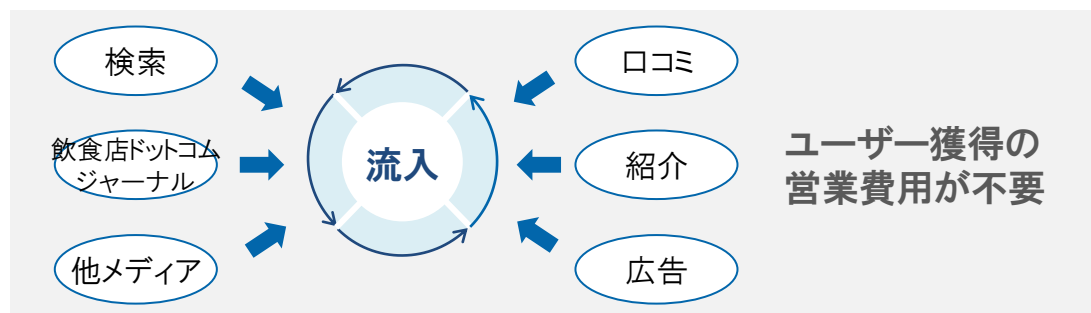 検索
飲食店ドットコム
ジャーナル
他メディア
流入
口コミ
紹介
広告
ユーザー獲得の
営業費用が不要